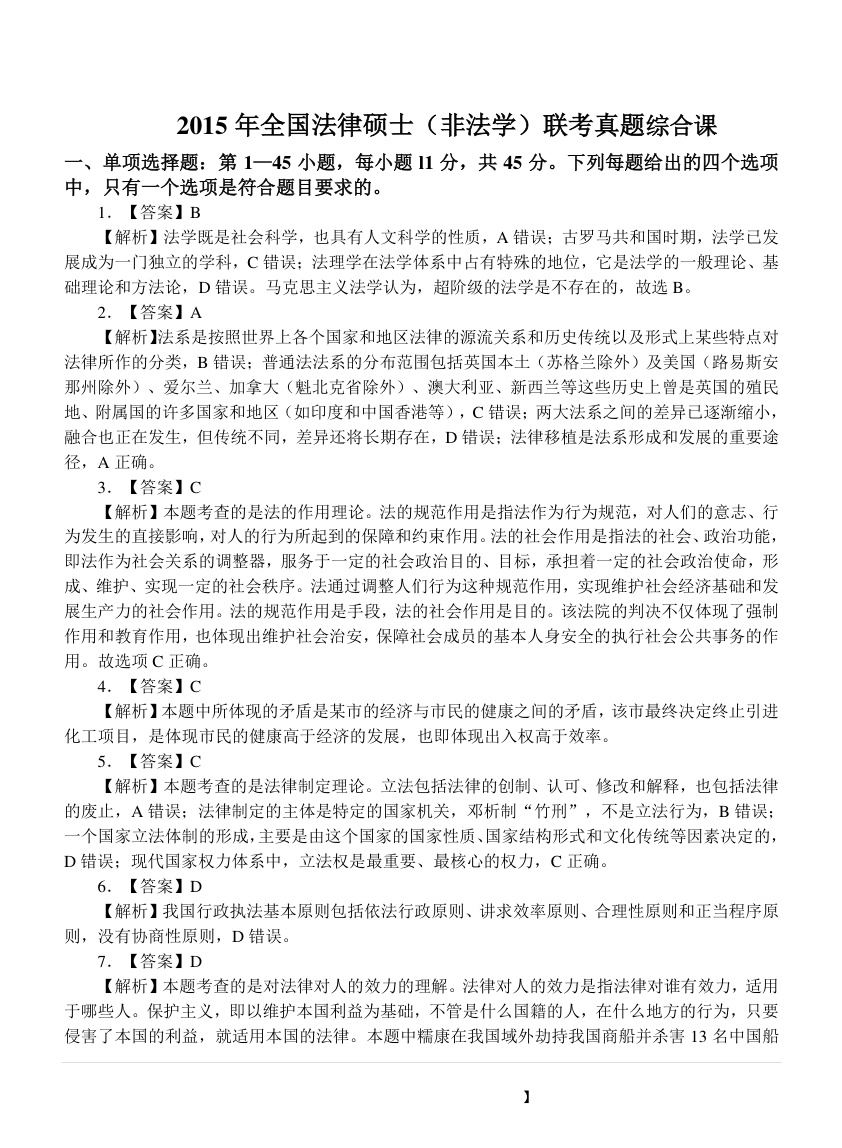 2015 年全国法律硕士（非法学）联考真题综合课
一、单项选择题：第 1—45 小题，每小题 l1 分，共 45 分。下列每题给出的四个选项
中，只有一个选项是符合题目要求的。
1．【答案】B
【解析】法学既是社会科学，也具有人文科学的性质，A 错误；古罗马共和国时期，法学已发
展成为一门独立的学科，C 错误；法理学在法学体系中占有特殊的地位，它是法学的一般理论、基
础理论和方法论，D 错误。马克思主义法学认为，超阶级的法学是不存在的，故选 B。
2．【答案】A
【解析】法系是按照世界上各个国家和地区法律的源流关系和历史传统以及形式上某些特点对
法律所作的分类，B 错误；普通法法系的分布范围包括英国本土（苏格兰除外）及美国（路易斯安
那州除外）、爱尔兰、加拿大（魁北克省除外）、澳大利亚、新西兰等这些历史上曾是英国的殖民
地、附属国的许多国家和地区（如印度和中国香港等），C 错误；两大法系之间的差异已逐渐缩小，
融合也正在发生，但传统不同，差异还将长期存在，D 错误；法律移植是法系形成和发展的重要途
径，A 正确。
3．【答案】C
【解析】本题考查的是法的作用理论。法的规范作用是指法作为行为规范，对人们的意志、行
为发生的直接影响，对人的行为所起到的保障和约束作用。法的社会作用是指法的社会、政治功能，
即法作为社会关系的调整器，服务于一定的社会政治目的、目标，承担着一定的社会政治使命，形
成、维护、实现一定的社会秩序。法通过调整人们行为这种规范作用，实现维护社会经济基础和发
展生产力的社会作用。法的规范作用是手段，法的社会作用是目的。该法院的判决不仅体现了强制
作用和教育作用，也体现出维护社会治安，保障社会成员的基本人身安全的执行社会公共事务的作
用。故选项 C 正确。
4．【答案】C
【解析】本题中所体现的矛盾是某市的经济与市民的健康之间的矛盾，该市最终决定终止引进
化工项目，是体现市民的健康高于经济的发展，也即体现出入权高于效率。
5．【答案】C
【解析】本题考查的是法律制定理论。立法包括法律的创制、认可、修改和解释，也包括法律
的废止，A 错误；法律制定的主体是特定的国家机关，邓析制“竹刑”，不是立法行为，B 错误；
一个国家立法体制的形成，主要是由这个国家的国家性质、国家结构形式和文化传统等因素决定的，
D 错误；现代国家权力体系中，立法权是最重要、最核心的权力，C 正确。
6．【答案】D
【解析】我国行政执法基本原则包括依法行政原则、讲求效率原则、合理性原则和正当程序原
则，没有协商性原则，D 错误。
7．【答案】D
【解析】本题考查的是对法律对人的效力的理解。法律对人的效力是指法律对谁有效力，适用
于哪些人。保护主义，即以维护本国利益为基础，不管是什么国籍的人，在什么地方的行为，只要
侵害了本国的利益，就适用本国的法律。本题中糯康在我国域外劫持我国商船并杀害 13 名中国船
】